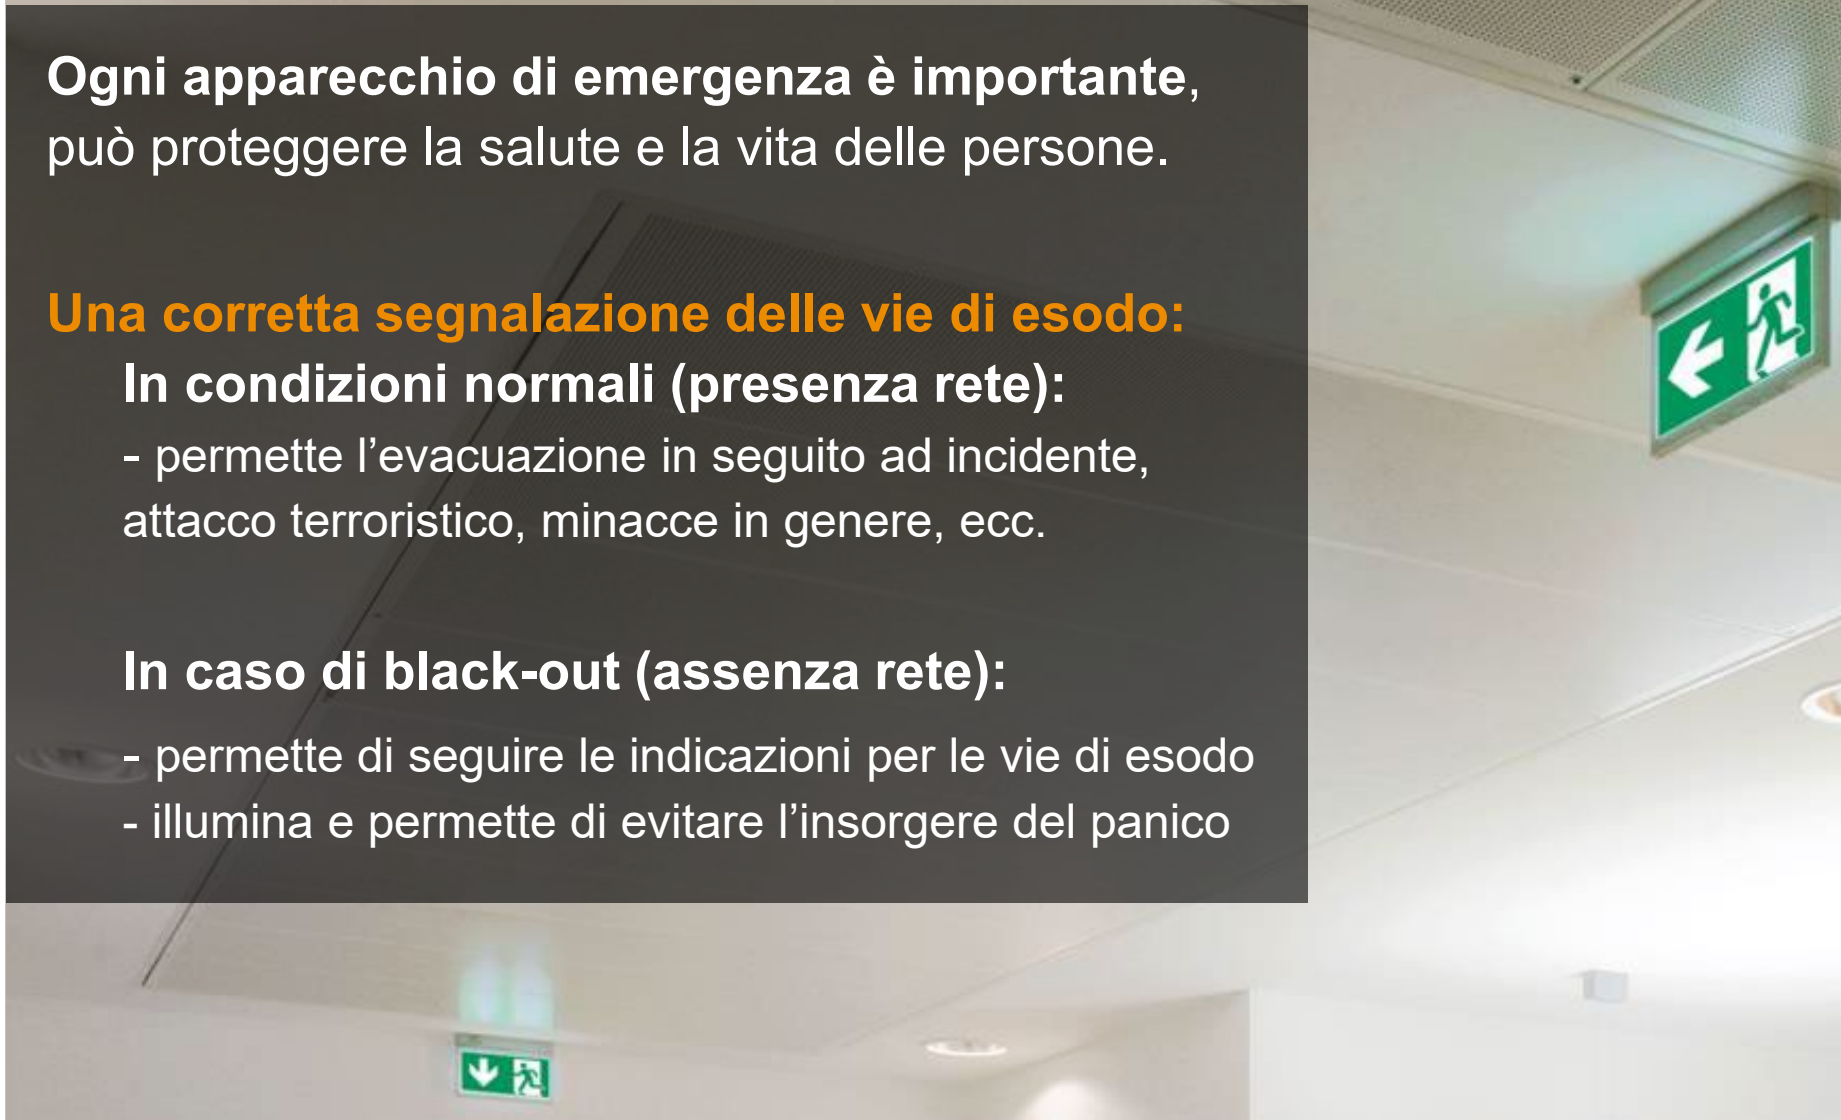 Ogni apparecchio di emergenza è importante,
può proteggere la salute e la vita delle persone.
Una corretta segnalazione delle vie di esodo:
In condizioni normali (presenza rete):
- permette l’evacuazione in seguito ad incidente,
attacco terroristico, minacce in genere, ecc.
In caso di black-out (assenza rete):
- permette di seguire le indicazioni per le vie di esodo
- illumina e permette di evitare l’insorgere del panico